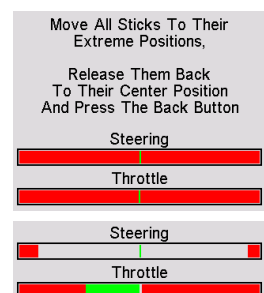 Move All Sticks To Their
Extreme Positions,
Release Them Back
To Their Center Position
And Press The Back Button
Steering
Throttle
Steering
Throttle